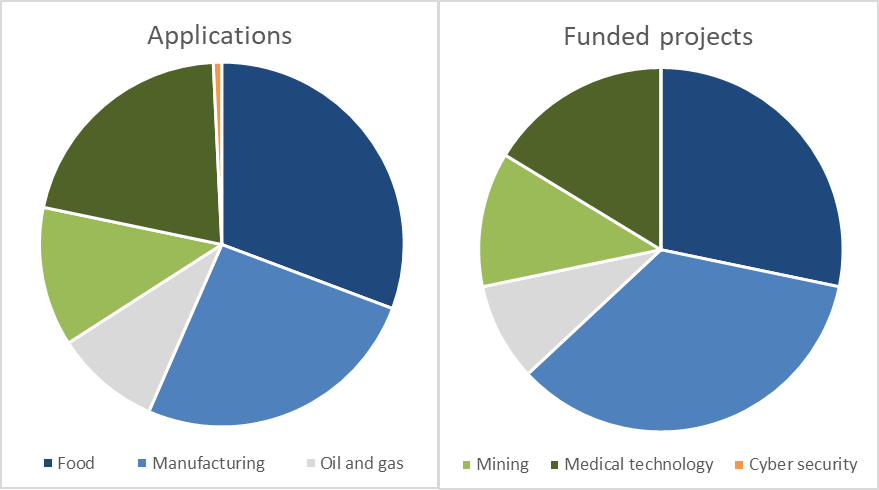 Applications
Funded projects
Food
Manufacturing
Oil and gas
Mining
Medical technology
Cyber security